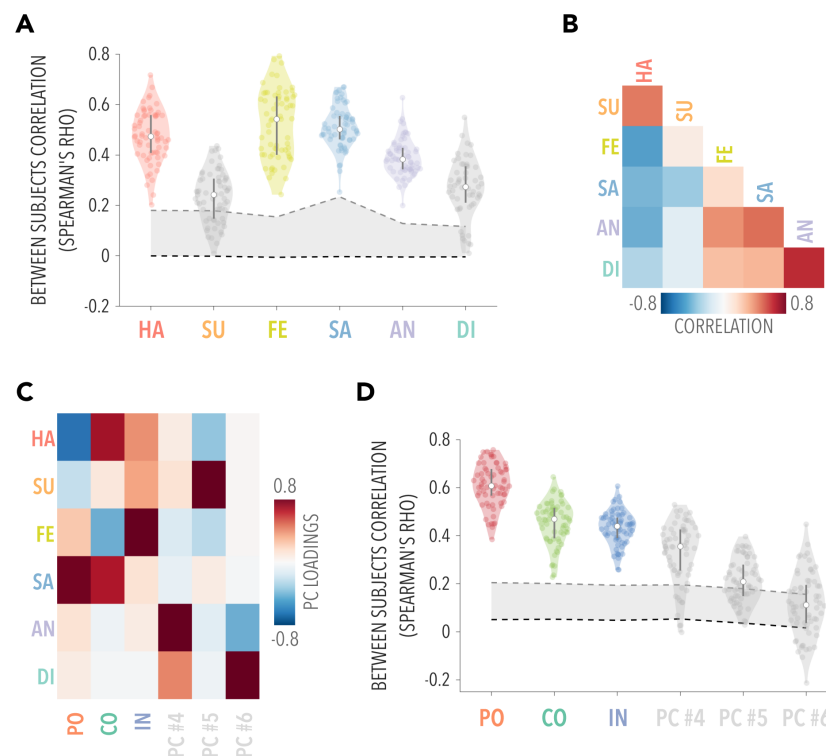 A
BETWEEN SUBJECTS CORRELATION
(SPEARMAN'S RHO)
0.8
0.6
0.4
0.2
0
-0.2
HA SU FE SA AN DI
B
HA
SU SU
FE FE
SA SA
AN AN
DI
-0.8 0.8
CORRELATION
C
HA
SU
FE
SA
AN
DI
PO CO IN PC #4 PC #5 PC #6
0.8
PC LOADINGS
-0.8
D
BETWEEN SUBJECTS CORRELATION
(SPEARMAN'S RHO)
0.8
0.6
0.4
0.2
0
-0.2
PO CO IN PC #4 PC #5 PC #6